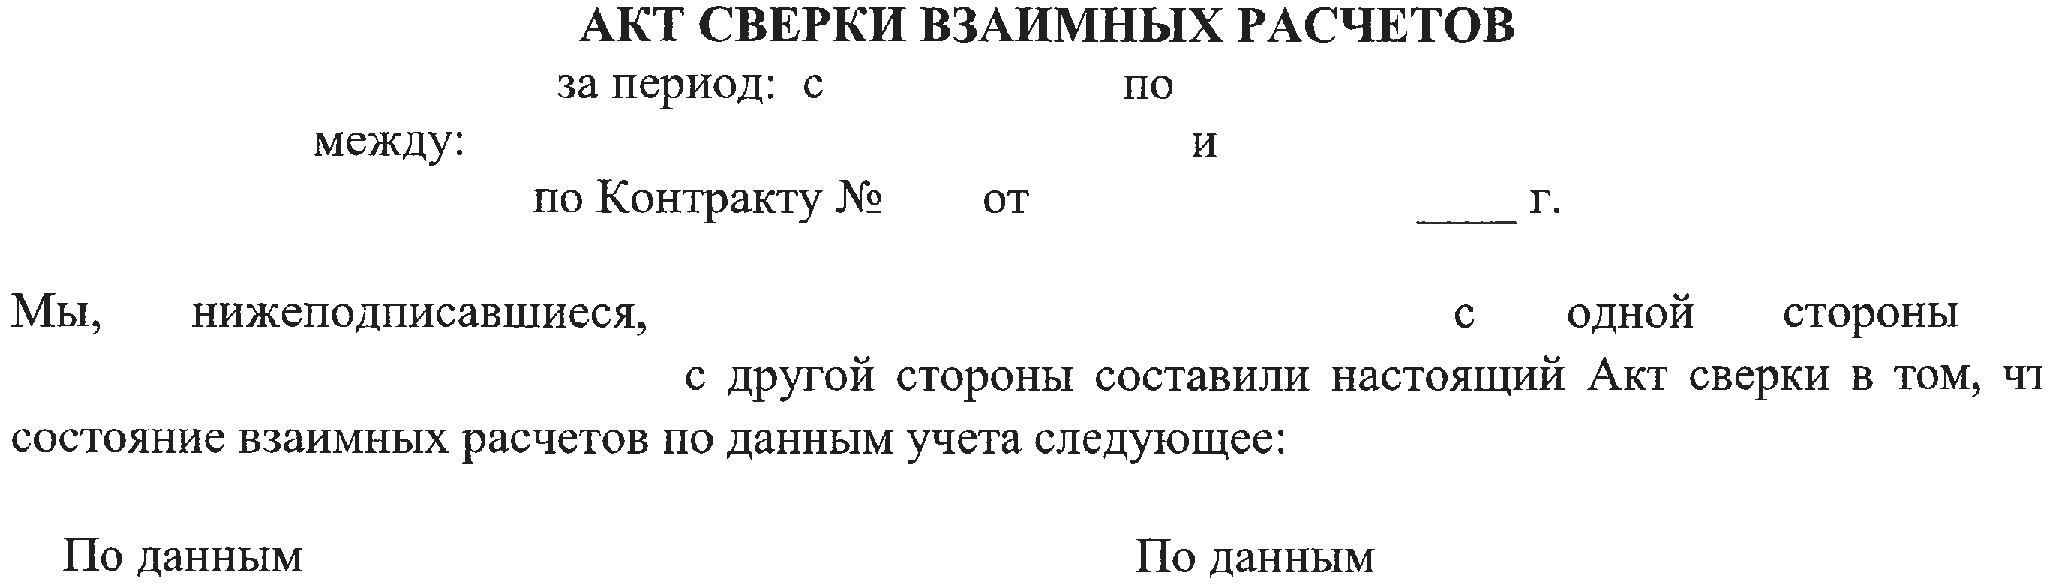 АКТ СВЕРКИ ВЗАИМНЫХ РАСЧЕТОВ
за период: с по
между: и
по Контракту № от ____ г.
Мы, нижеподписавшиеся, с одной стороны
с другой стороны составили настоящий Акт сверки в том, чт
состояние взаимных расчетов по данным учета следующее:
По данным По данным